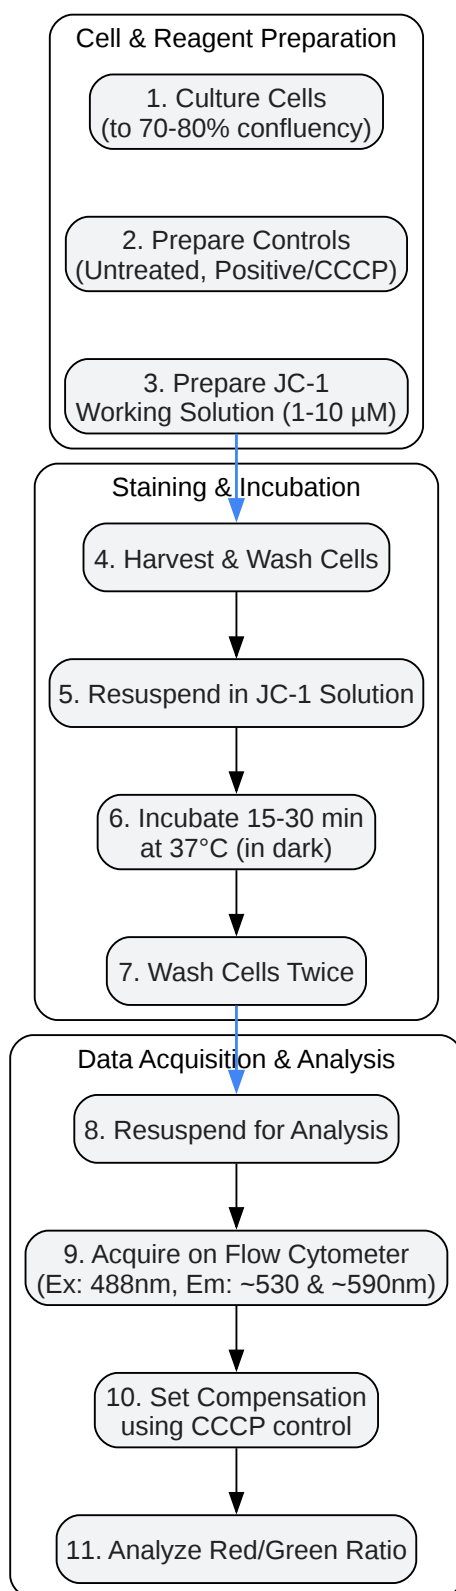 Cell & Reagent Preparation
1. Culture Cells
(to 70-80% confluency)
2. Prepare Controls
(Untreated, Positive/CCCP)
3. Prepare JC-1
Working Solution (1-10 µM)
Staining & Incubation
4. Harvest & Wash Cells
5. Resuspend in JC-1 Solution
6. Incubate 15-30 min
at 37°C (in dark)
7. Wash Cells Twice
Data Acquisition & Analysis
8. Resuspend for Analysis
9. Acquire on Flow Cytometer
(Ex: 488nm, Em: ~530 & ~590nm)
10. Set Compensation
using CCCP control
11. Analyze Red/Green Ratio